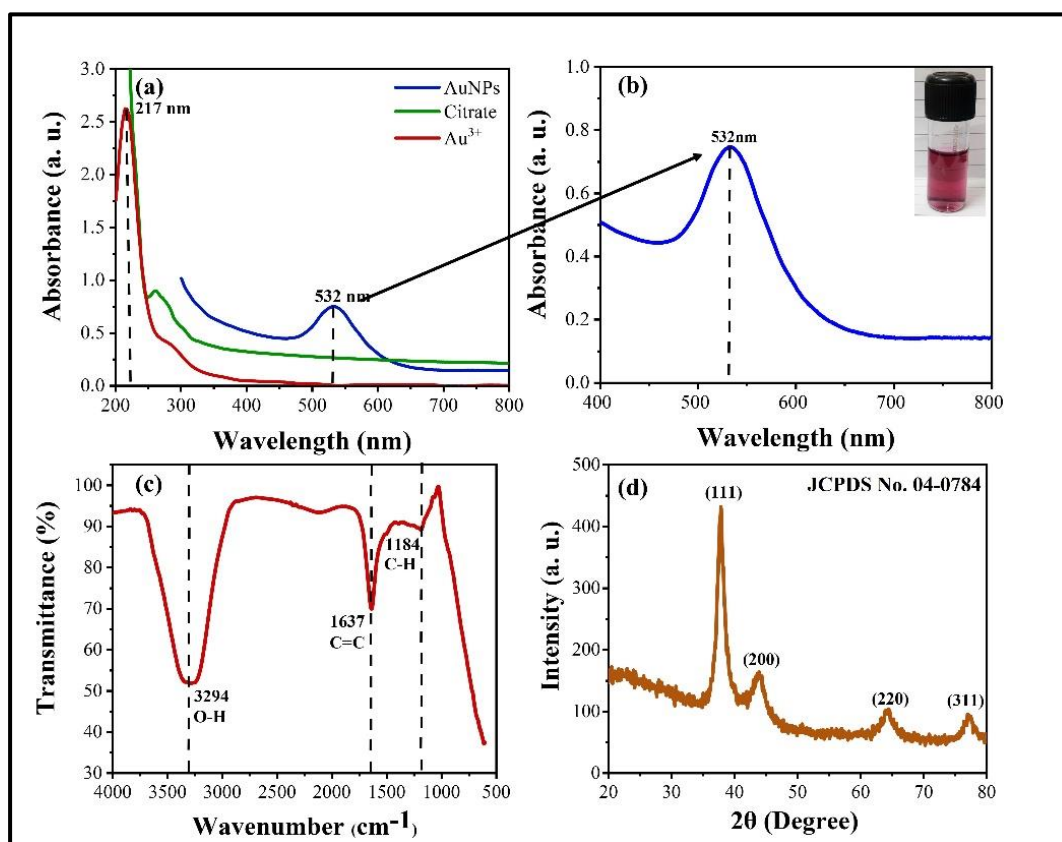 (a)
217 nm
AuNPs
Citrate
Au³⁺
532 nm
3.0
2.5
2.0
1.5
1.0
0.5
0.0
200 300 400 500 600 700 800
Absorbance (a. u.)
Wavelength (nm)
(b)
532nm
1.0
0.8
0.6
0.4
0.2
0.0
400 500 600 700 800
Absorbance (a. u.)
Wavelength (nm)
(c)
100
90
80
70
60
50
40
30
1184
C-H
1637
C=C
3294
O-H
4000 3500 3000 2500 2000 1500 1000 500
Transmittance (%)
Wavenumber (cm⁻¹)
(d)
JCPDS No. 04-0784
(111)
(200)
(220)
(311)
500
400
300
200
100
0
20 30 40 50 60 70 80
Intensity (a. u.)
2θ (Degree)